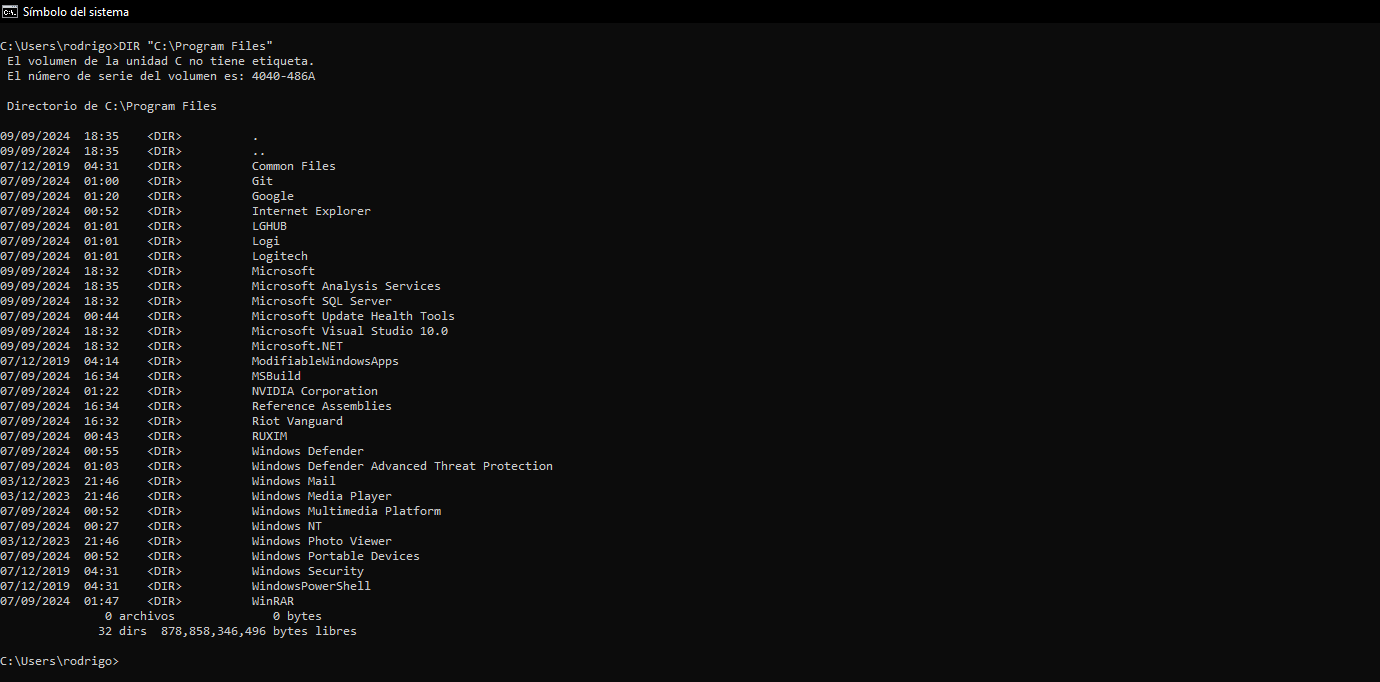 Símbolo del sistema
C:\Users\rodrigo>DIR "C:\Program Files"
 El volumen de la unidad C no tiene etiqueta.
 El número de serie del volumen es: 4040-486A
 Directorio de C:\Program Files
09/09/2024  18:35    <DIR>          .
09/09/2024  18:35    <DIR>          ..
07/12/2019  04:31    <DIR>          Common Files
07/09/2024  01:00    <DIR>          Git
07/09/2024  01:20    <DIR>          Google
07/09/2024  00:52    <DIR>          Internet Explorer
07/09/2024  01:01    <DIR>          LGHUB
07/09/2024  01:01    <DIR>          Logi
07/09/2024  01:01    <DIR>          Logitech
09/09/2024  18:32    <DIR>          Microsoft
09/09/2024  18:35    <DIR>          Microsoft Analysis Services
09/09/2024  18:32    <DIR>          Microsoft SQL Server
07/09/2024  00:44    <DIR>          Microsoft Update Health Tools
09/09/2024  18:32    <DIR>          Microsoft Visual Studio 10.0
09/09/2024  18:32    <DIR>          Microsoft.NET
07/12/2019  04:14    <DIR>          ModifiableWindowsApps
07/09/2024  16:34    <DIR>          MSBuild
07/09/2024  01:22    <DIR>          NVIDIA Corporation
07/09/2024  16:34    <DIR>          Reference Assemblies
07/09/2024  16:32    <DIR>          Riot Vanguard
07/09/2024  00:43    <DIR>          RUXIM
07/09/2024  00:55    <DIR>          Windows Defender
07/09/2024  01:03    <DIR>          Windows Defender Advanced Threat Protection
03/12/2023  21:46    <DIR>          Windows Mail
03/12/2023  21:46    <DIR>          Windows Media Player
07/09/2024  00:52    <DIR>          Windows Multimedia Platform
07/09/2024  00:27    <DIR>          Windows NT
03/12/2023  21:46    <DIR>          Windows Photo Viewer
07/09/2024  00:52    <DIR>          Windows Portable Devices
07/12/2019  04:31    <DIR>          Windows Security
07/12/2019  04:31    <DIR>          WindowsPowerShell
07/09/2024  01:47    <DIR>          WinRAR
               0 archivos              0 bytes
              32 dirs  878,858,346,496 bytes libres
C:\Users\rodrigo>